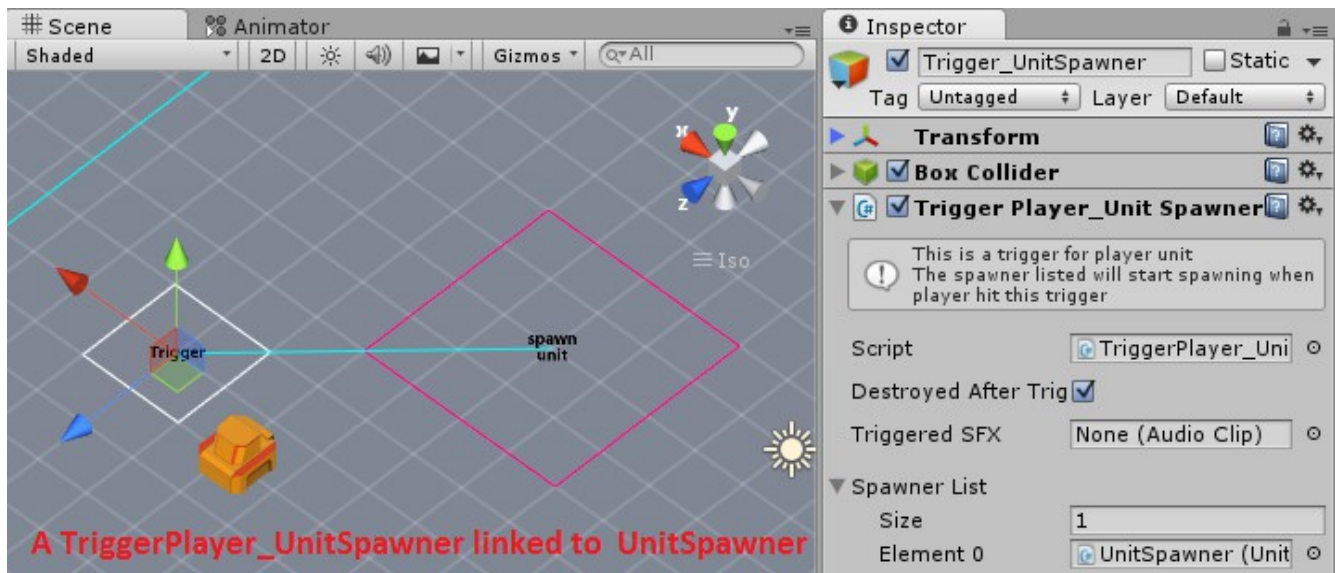 Scene
Animator
Shaded
2D
Gizmos
All
y
x
z
Iso
Trigger
spawn
unit
A TriggerPlayer_UnitSpawner linked to UnitSpawner
Inspector
Trigger_UnitSpawner
Static
Tag Untagged Layer Default
Transform
Box Collider
Trigger Player_Unit Spawner
This is a trigger for player unit
The spawner listed will start spawning when
player hit this trigger
Script TriggerPlayer_Uni
Destroyed After Trig
Triggered SFX None (Audio Clip)
Spawner List
Size 1
Element 0 UnitSpawner (Unit